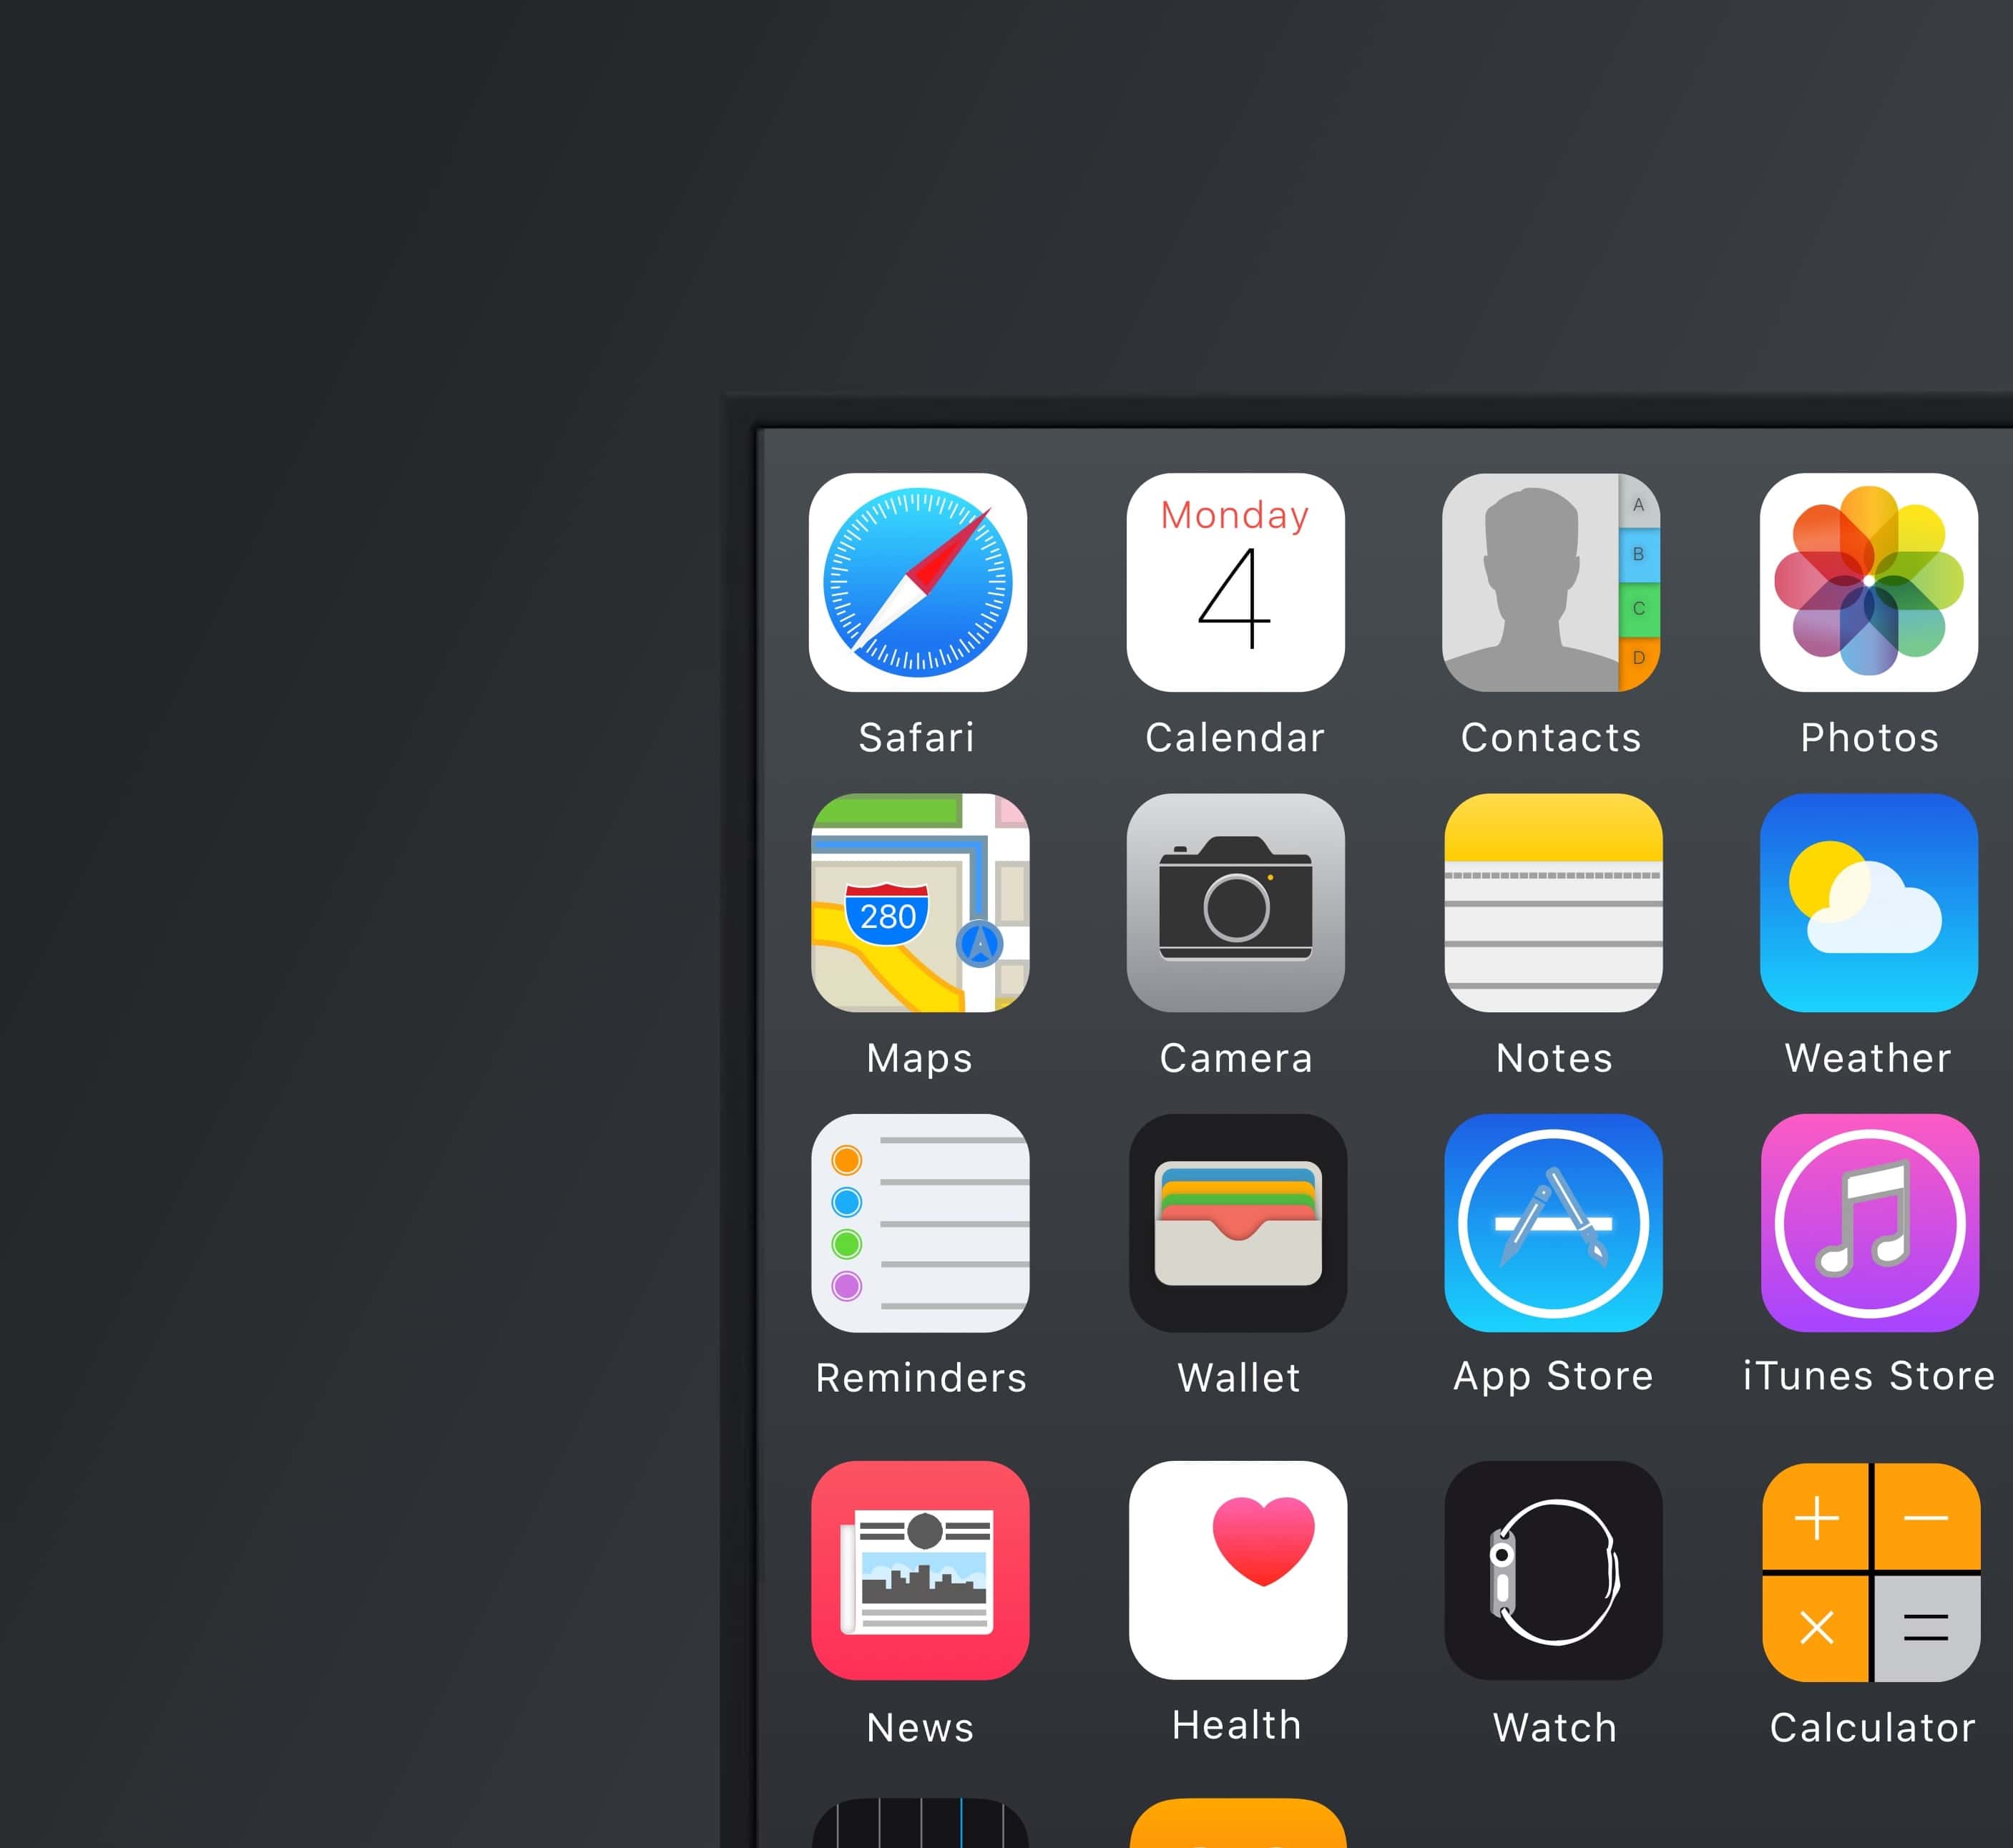 Monday
4
A
B
C
D
Safari Calendar Contacts Photos
280
Maps Camera Notes Weather
Reminders Wallet App Store iTunes Store
News Health Watch Calculator